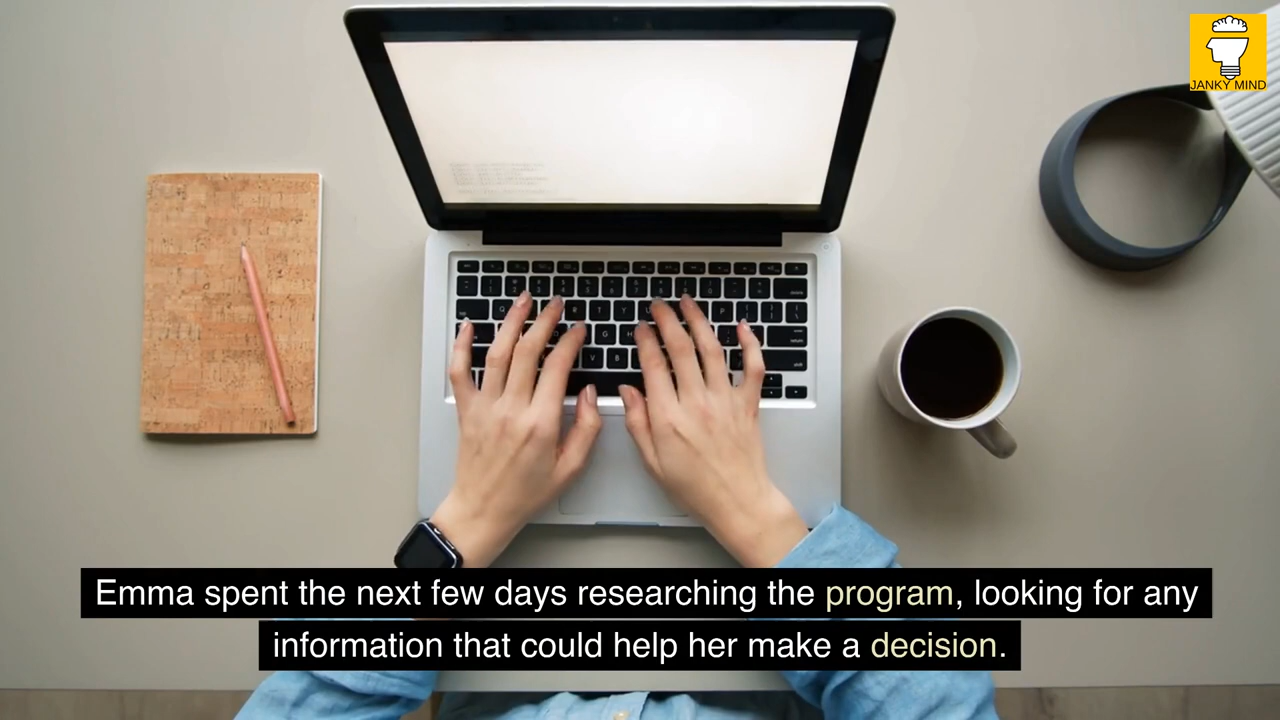 JANKY MIND
Emma spent the next few days researching the program, looking for any
information that could help her make a decision.